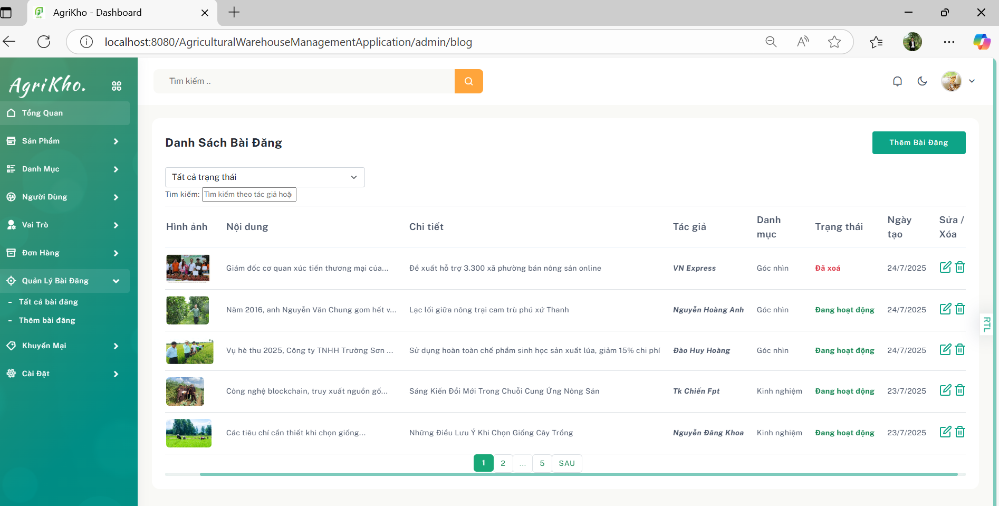 AgriKho - Dashboard
localhost:8080/AgriculturalWarehouseManagementApplication/admin/blog
AgriKho.
Tìm kiếm ..
Tổng Quan
Sản Phẩm
Danh Mục
Người Dùng
Vai Trò
Đơn Hàng
Quản Lý Bài Đăng
- Tất cả bài đăng
- Thêm bài đăng
Khuyến Mại
Cài Đặt
Danh Sách Bài Đăng
Thêm Bài Đăng
Tất cả trạng thái
Tìm kiếm: Tìm kiếm theo tác giả hoặc
Hình ảnh Nội dung Chi tiết Tác giả Danh mục Trạng thái Ngày tạo Sửa / Xóa
Giám đốc cơ quan xúc tiến thương mại của... Đề xuất hỗ trợ 3.300 xã phường bán nông sản online VN Express Góc nhìn Đã xoá 24/7/2025
Năm 2016, anh Nguyễn Văn Chung gom hết v... Lạc lối giữa nông trại cam trù phú xứ Thanh Nguyễn Hoàng Anh Góc nhìn Đang hoạt động 24/7/2025
Vụ hè thu 2025, Công ty TNHH Trường Sơn ... Sử dụng hoàn toàn chế phẩm sinh học sản xuất lúa, giảm 15% chi phí Đào Huy Hoàng Góc nhìn Đang hoạt động 24/7/2025
Công nghệ blockchain, truy xuất nguồn gố... Sáng Kiến Đổi Mới Trong Chuỗi Cung Ứng Nông Sản Tk Chiến Fpt Kinh nghiệm Đang hoạt động 23/7/2025
Các tiêu chí cần thiết khi chọn giống... Những Điều Lưu Ý Khi Chọn Giống Cây Trồng Nguyễn Đăng Khoa Kinh nghiệm Đang hoạt động 23/7/2025
1 2 ... 5 SAU
RTL